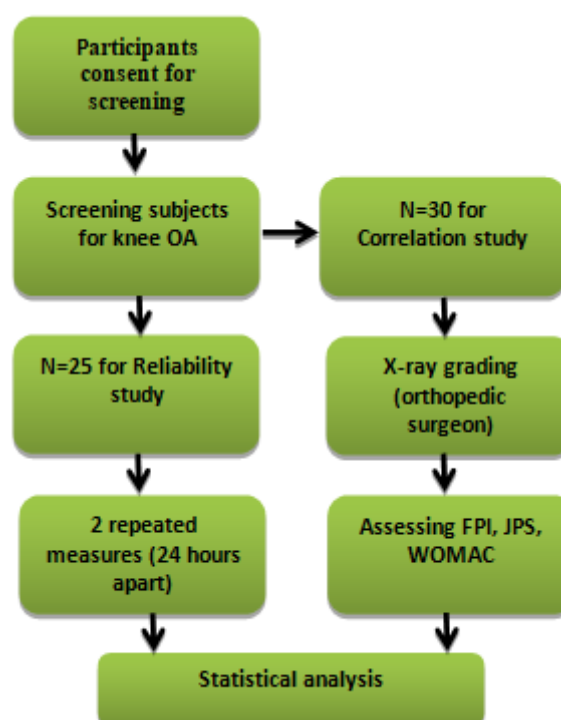 Participants
consent for
screening
Screening subjects
for knee OA
N=30 for
Correlation study
N=25 for Reliability
study
X-ray grading
(orthopedic
surgeon)
2 repeated
measures (24 hours
apart)
Assessing FPI, JPS,
WOMAC
Statistical analysis